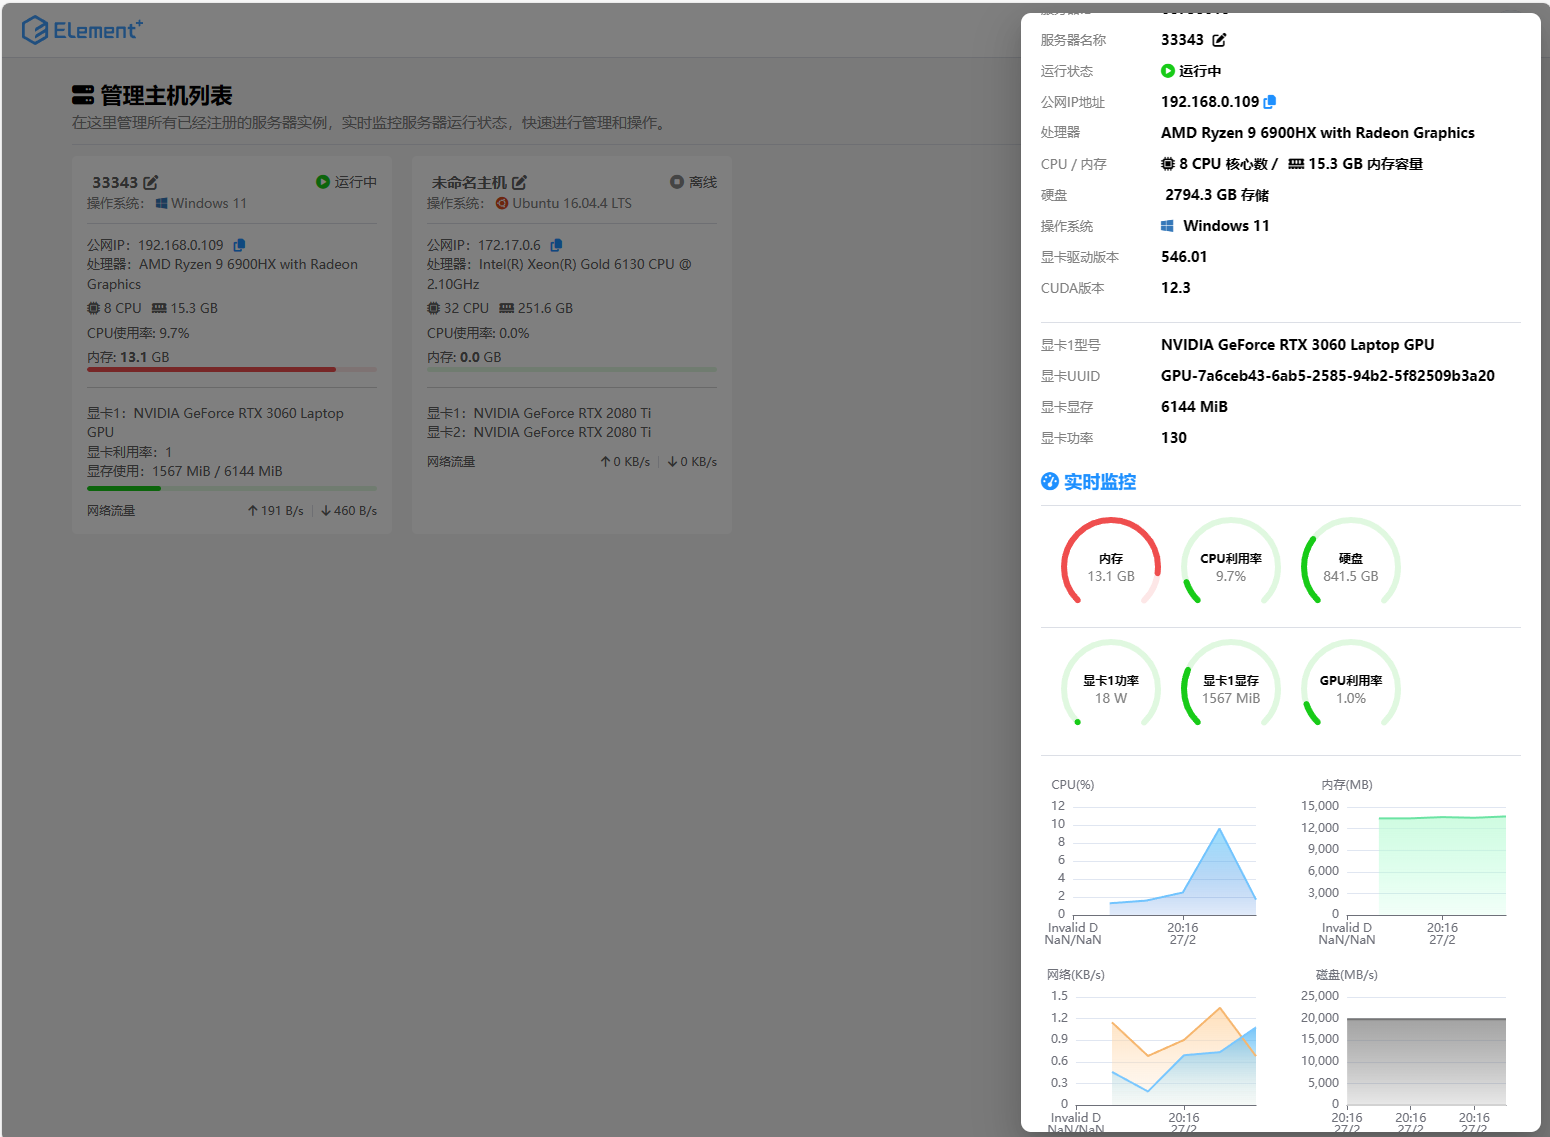 ELement+
管理主机列表
在这里管理所有已经注册的服务器实例，实时监控服务器运行状态，快速进行管理和操作。
33343
运行中
操作系统： Windows 11
公网IP：192.168.0.109
处理器：AMD Ryzen 9 6900HX with Radeon
Graphics
8 CPU 15.3 GB
CPU使用率: 9.7%
内存: 13.1 GB
显卡1：NVIDIA GeForce RTX 3060 Laptop
GPU
显卡利用率：1
显存使用：1567 MiB / 6144 MiB
网络流量 191 B/s 460 B/s
未命名主机
离线
操作系统： Ubuntu 16.04.4 LTS
公网IP：172.17.0.6
处理器：Intel(R) Xeon(R) Gold 6130 CPU @
2.10GHz
32 CPU 251.6 GB
CPU使用率: 0.0%
内存: 0.0 GB
显卡1：NVIDIA GeForce RTX 2080 Ti
显卡2：NVIDIA GeForce RTX 2080 Ti
网络流量 0 KB/s 0 KB/s
服务器名称 33343
运行状态 运行中
公网IP地址 192.168.0.109
处理器 AMD Ryzen 9 6900HX with Radeon Graphics
CPU / 内存 8 CPU 核心数 / 15.3 GB 内存容量
硬盘 2794.3 GB 存储
操作系统 Windows 11
显卡驱动版本 546.01
CUDA版本 12.3
显卡1型号 NVIDIA GeForce RTX 3060 Laptop GPU
显卡UUID GPU-7a6ceb43-6ab5-2585-94b2-5f82509b3a20
显卡显存 6144 MiB
显卡功率 130
实时监控
内存
13.1 GB
CPU利用率
9.7%
硬盘
841.5 GB
显卡1功率
18 W
显卡1显存
1567 MiB
GPU利用率
1.0%
CPU(%)
12
10
8
6
4
2
0
Invalid D 20:16
NaN/NaN 27/2
内存(MB)
15,000
12,000
9,000
6,000
3,000
0
Invalid D 20:16
NaN/NaN 27/2
网络(KB/s)
1.5
1.2
0.9
0.6
0.3
0
Invalid D 20:16
NaN/NaN 27/2
磁盘(MB/s)
25,000
20,000
15,000
10,000
5,000
0
20:16 20:16 20:16
27/2 27/2 27/2